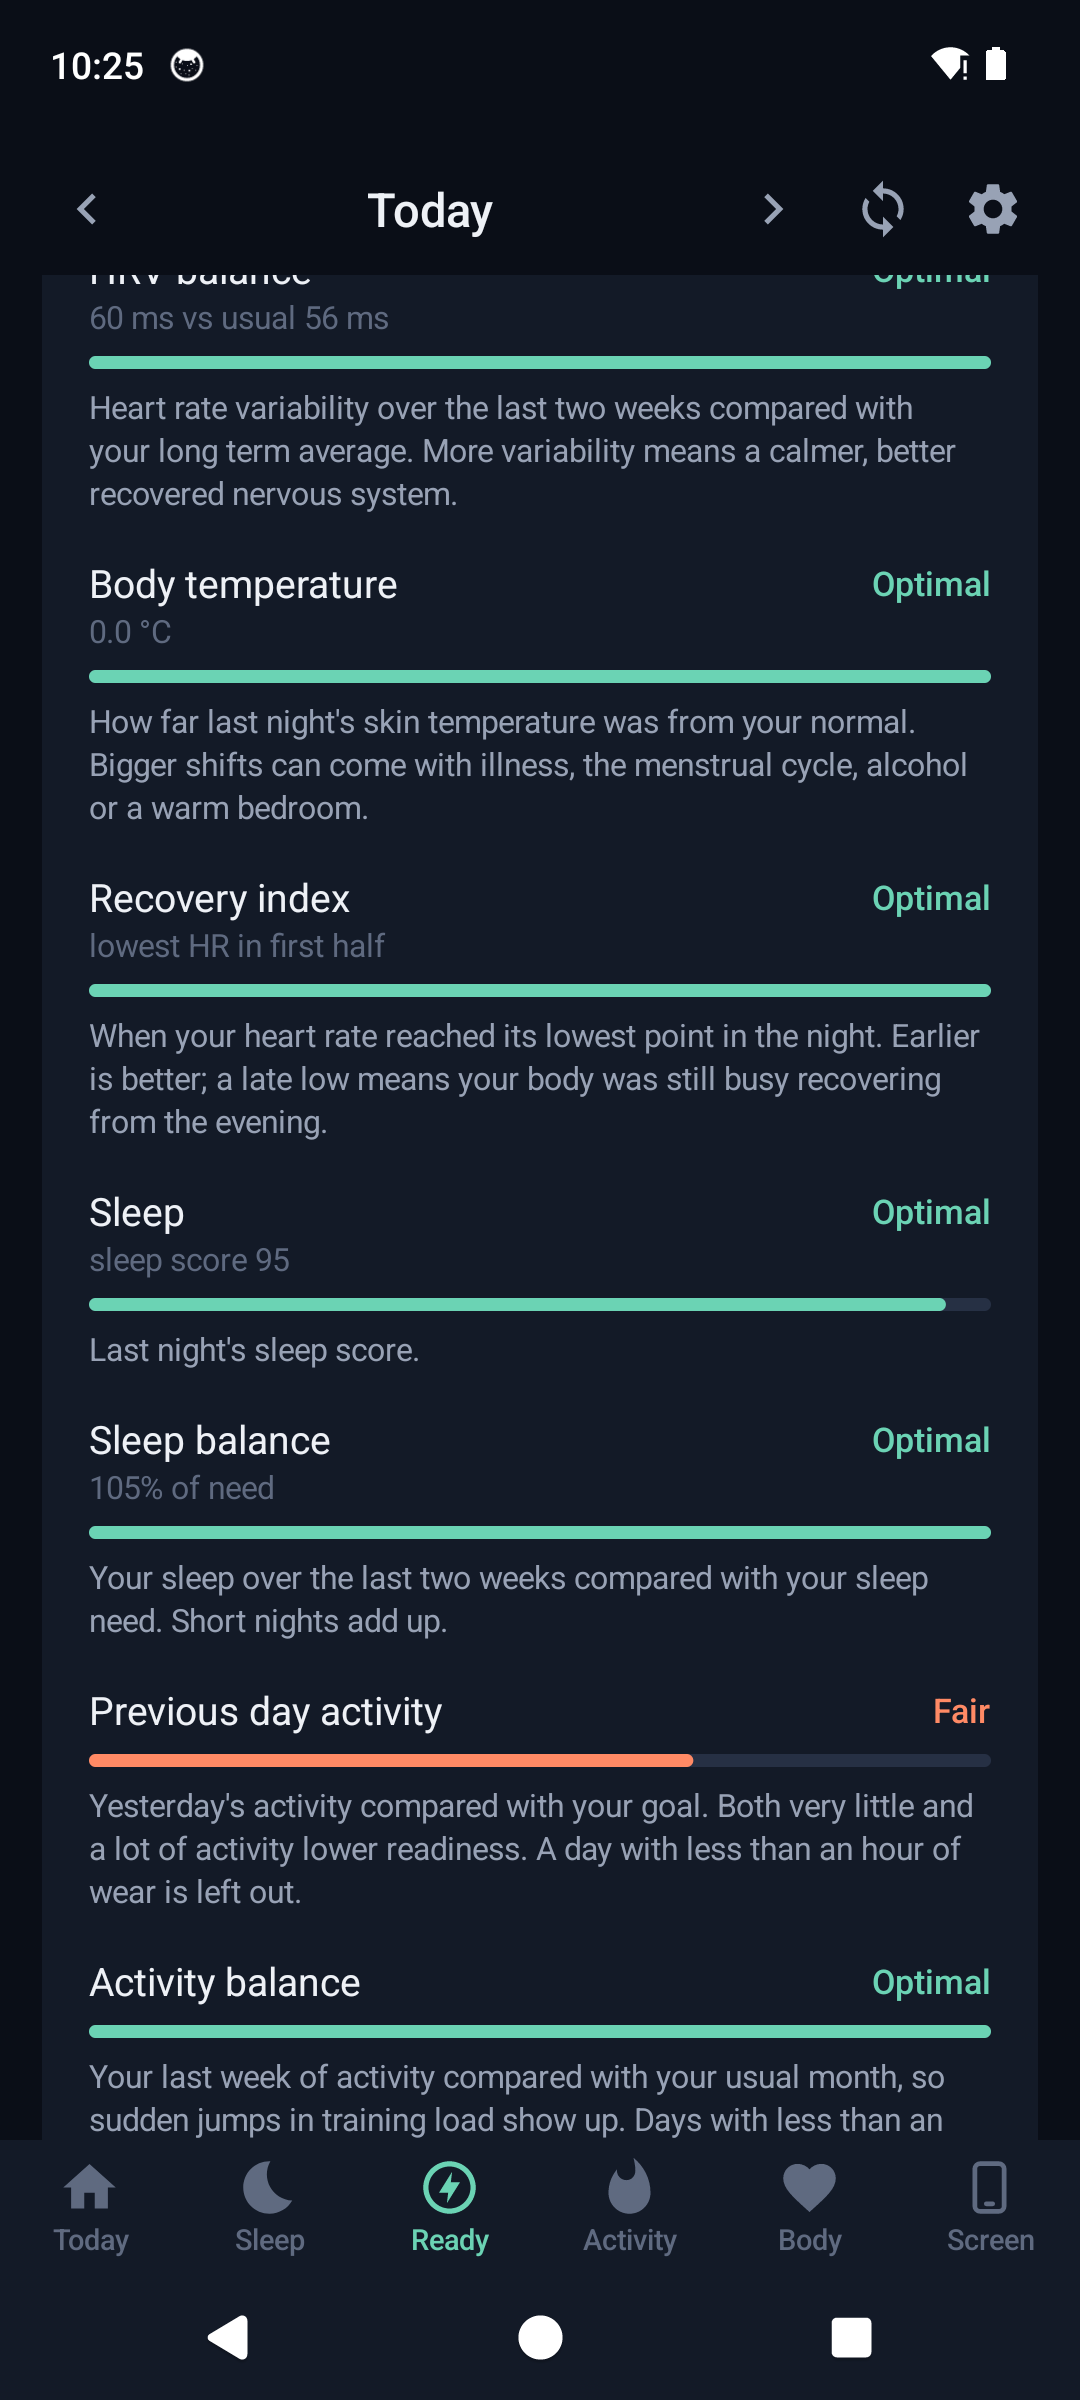 10:25
Today
HRV balance
Optimal
60 ms vs usual 56 ms
Heart rate variability over the last two weeks compared with
your long term average. More variability means a calmer, better
recovered nervous system.
Body temperature
Optimal
0.0 °C
How far last night's skin temperature was from your normal.
Bigger shifts can come with illness, the menstrual cycle, alcohol
or a warm bedroom.
Recovery index
Optimal
lowest HR in first half
When your heart rate reached its lowest point in the night. Earlier
is better; a late low means your body was still busy recovering
from the evening.
Sleep
Optimal
sleep score 95
Last night's sleep score.
Sleep balance
Optimal
105% of need
Your sleep over the last two weeks compared with your sleep
need. Short nights add up.
Previous day activity
Fair
Yesterday's activity compared with your goal. Both very little and
a lot of activity lower readiness. A day with less than an hour of
wear is left out.
Activity balance
Optimal
Your last week of activity compared with your usual month, so
sudden jumps in training load show up. Days with less than an
Today
Sleep
Ready
Activity
Body
Screen